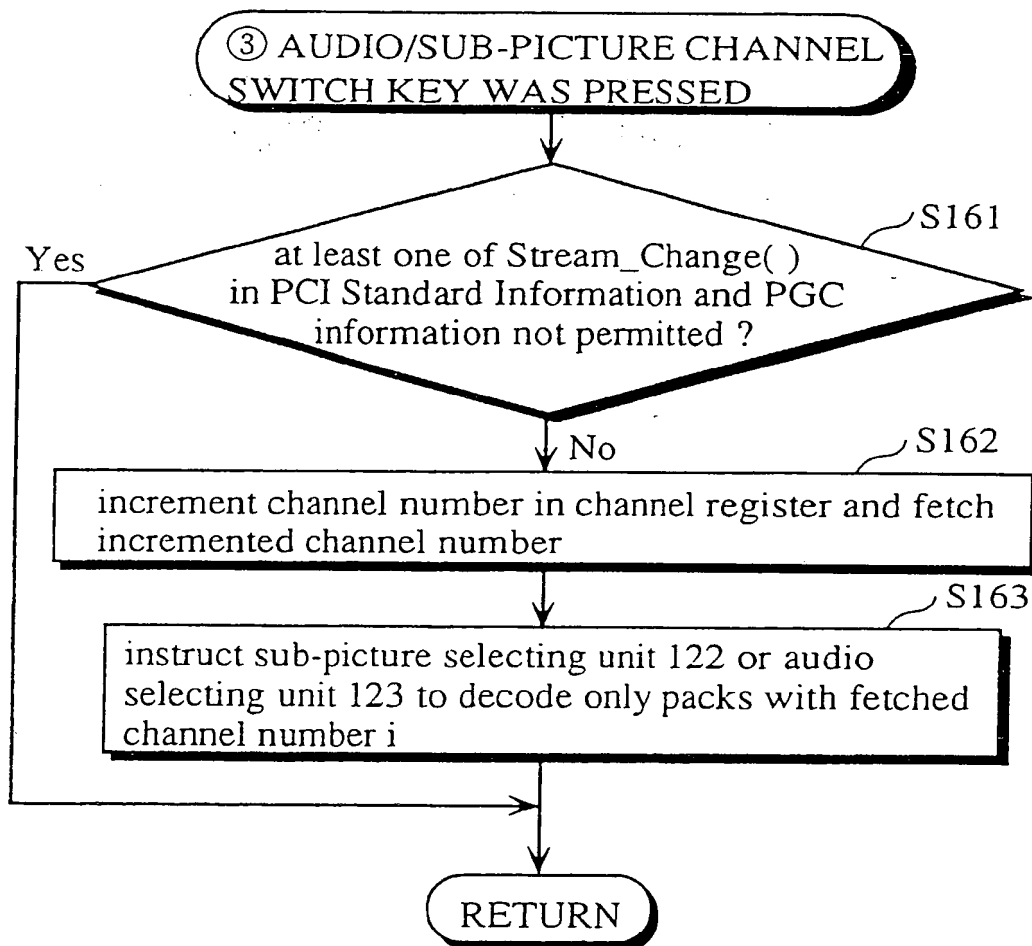 ③ AUDIO/SUB-PICTURE CHANNEL
SWITCH KEY WAS PRESSED
S161
Yes
at least one of Stream_Change( )
in PCI Standard Information and PGC
information not permitted ?
No
S162
increment channel number in channel register and fetch
incremented channel number
S163
instruct sub-picture selecting unit 122 or audio
selecting unit 123 to decode only packs with fetched
channel number i
RETURN